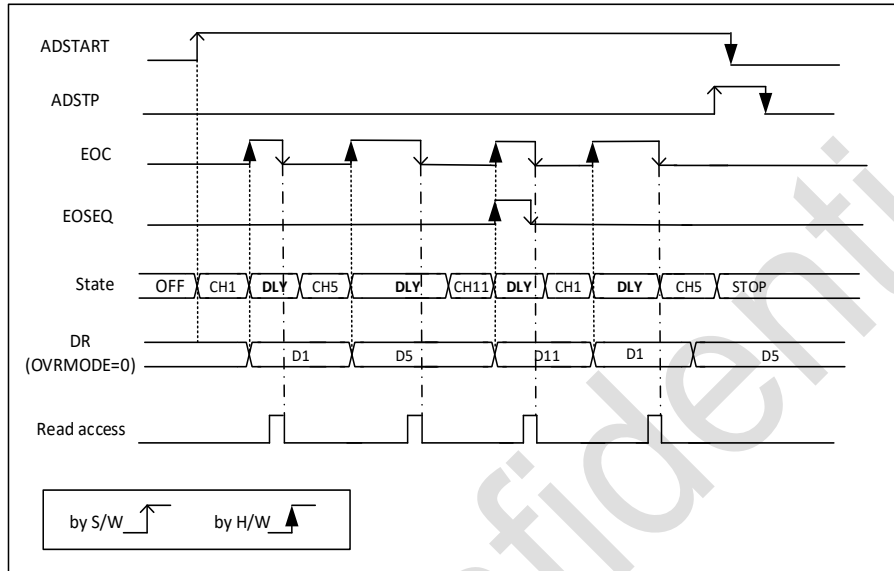 ADSTART
ADSTP
EOC
EOSEQ
State OFF CH1 DLY CH5 DLY CH11 DLY CH1 DLY CH5 STOP
DR
(OVRMODE=0) D1 D5 D11 D1 D5
Read access
by S/W by H/W